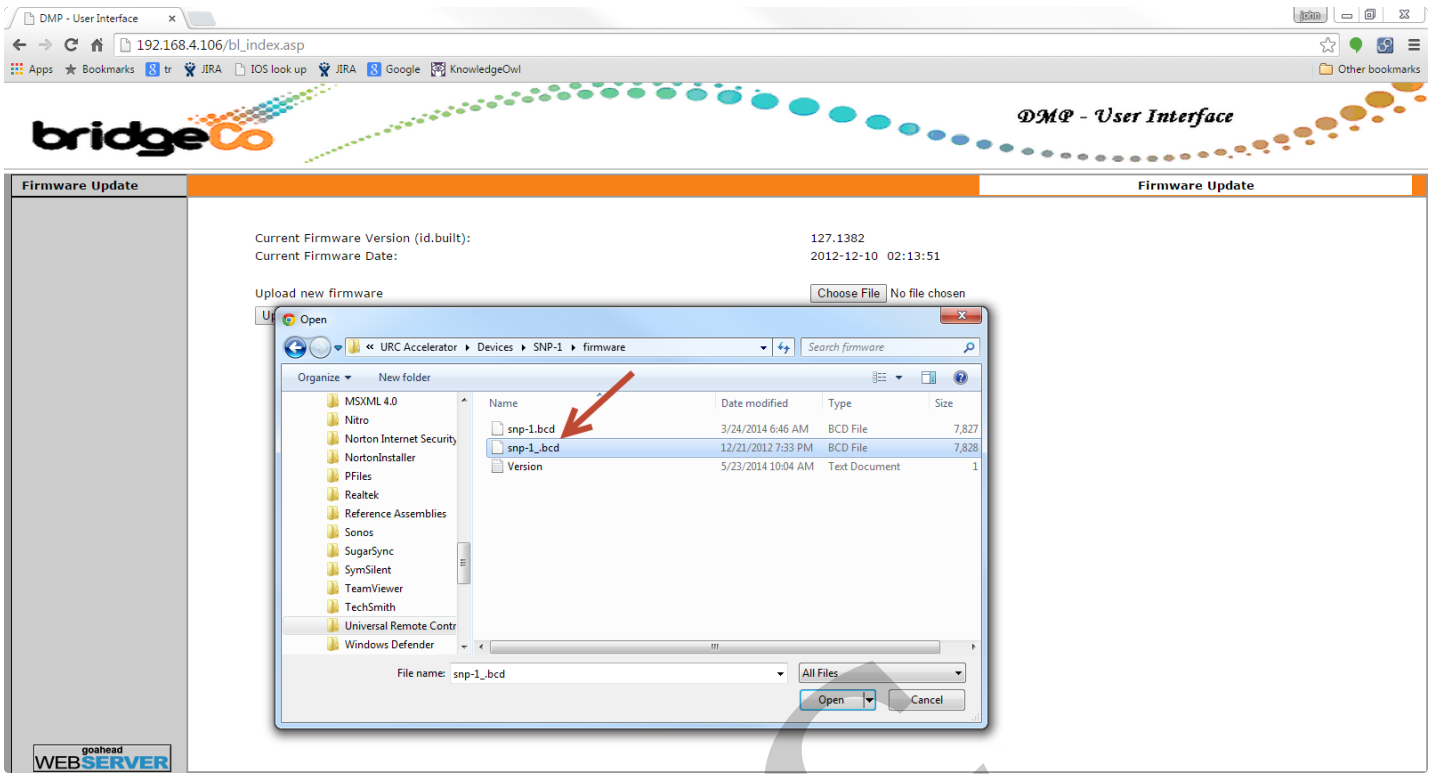 DMP - User Interface
john
192.168.4.106/bl_index.asp
Apps Bookmarks tr JIRA IOS look up JIRA Google KnowledgeOwl Other bookmarks
bridgeCo
DMP - User Interface
Firmware Update
Firmware Update
Current Firmware Version (id.built): 127.1382
Current Firmware Date: 2012-12-10 02:13:51
Upload new firmware Choose File No file chosen
Open
« URC Accelerator Devices SNP-1 firmware Search firmware
Organize New folder
MSXML 4.0
Nitro
Norton Internet Security
NortonInstaller
PFiles
Realtek
Reference Assemblies
Sonos
SugarSync
SymSilent
TeamViewer
TechSmith
Universal Remote Contr
Windows Defender
Name Date modified Type Size
snp-1.bcd 3/24/2014 6:46 AM BCD File 7,827
snp-1_.bcd 12/21/2012 7:33 PM BCD File 7,828
Version 5/23/2014 10:04 AM Text Document 1
File name: snp-1_.bcd All Files
Open Cancel
goahead
WEBSERVER